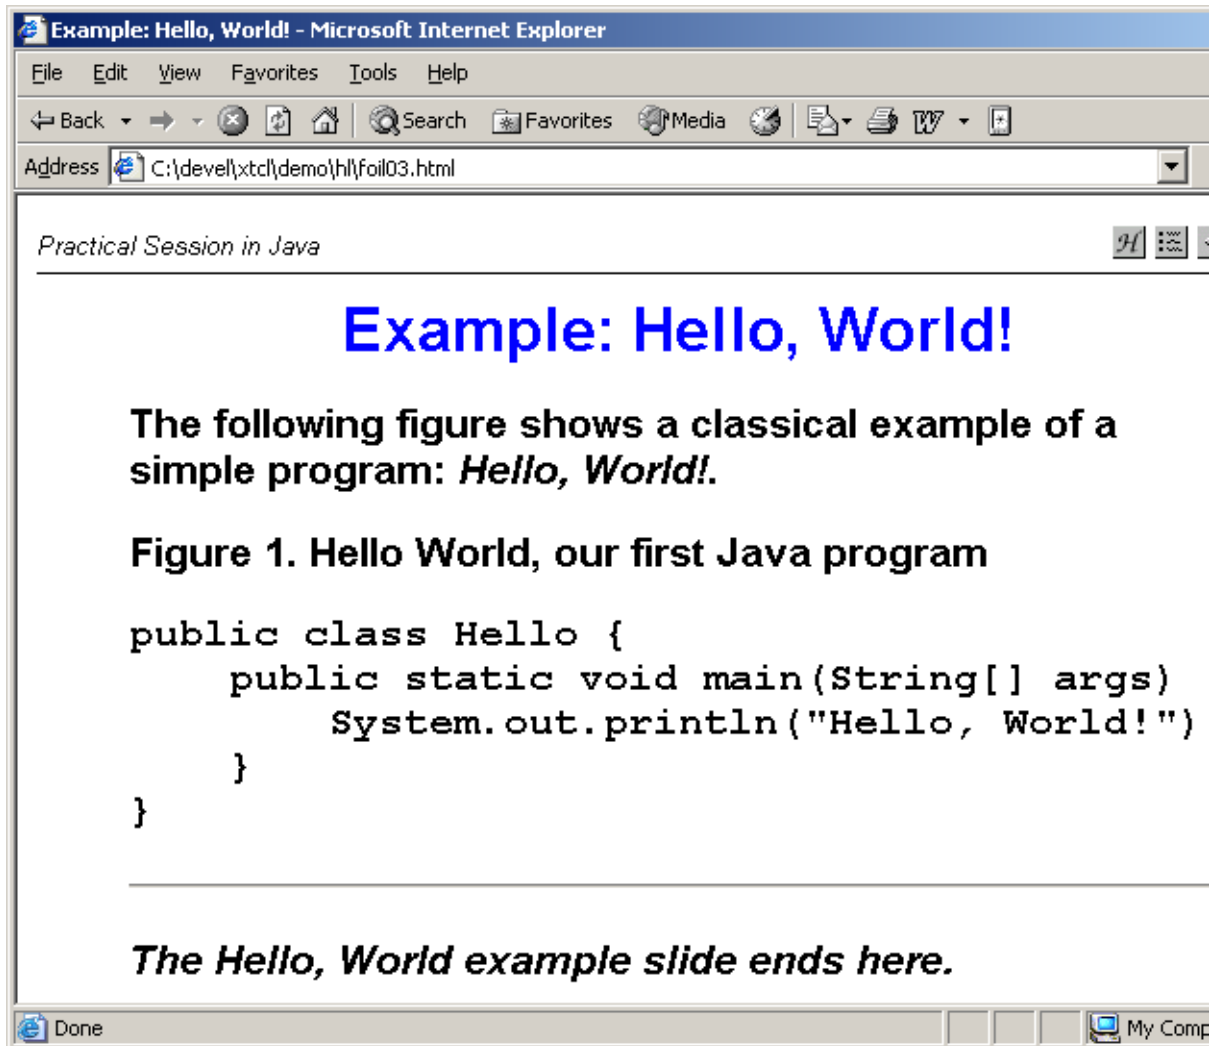 Example: Hello, World! - Microsoft Internet Explorer
File Edit View Favorites Tools Help
Back Search Favorites Media
Address C:\devel\xtcl\demo\hl\foil03.html
Practical Session in Java
Example: Hello, World!
The following figure shows a classical example of a
simple program: Hello, World!.
Figure 1. Hello World, our first Java program
public class Hello {
public static void main(String[] args)
System.out.println("Hello, World!")
}
}
The Hello, World example slide ends here.
Done My Comp